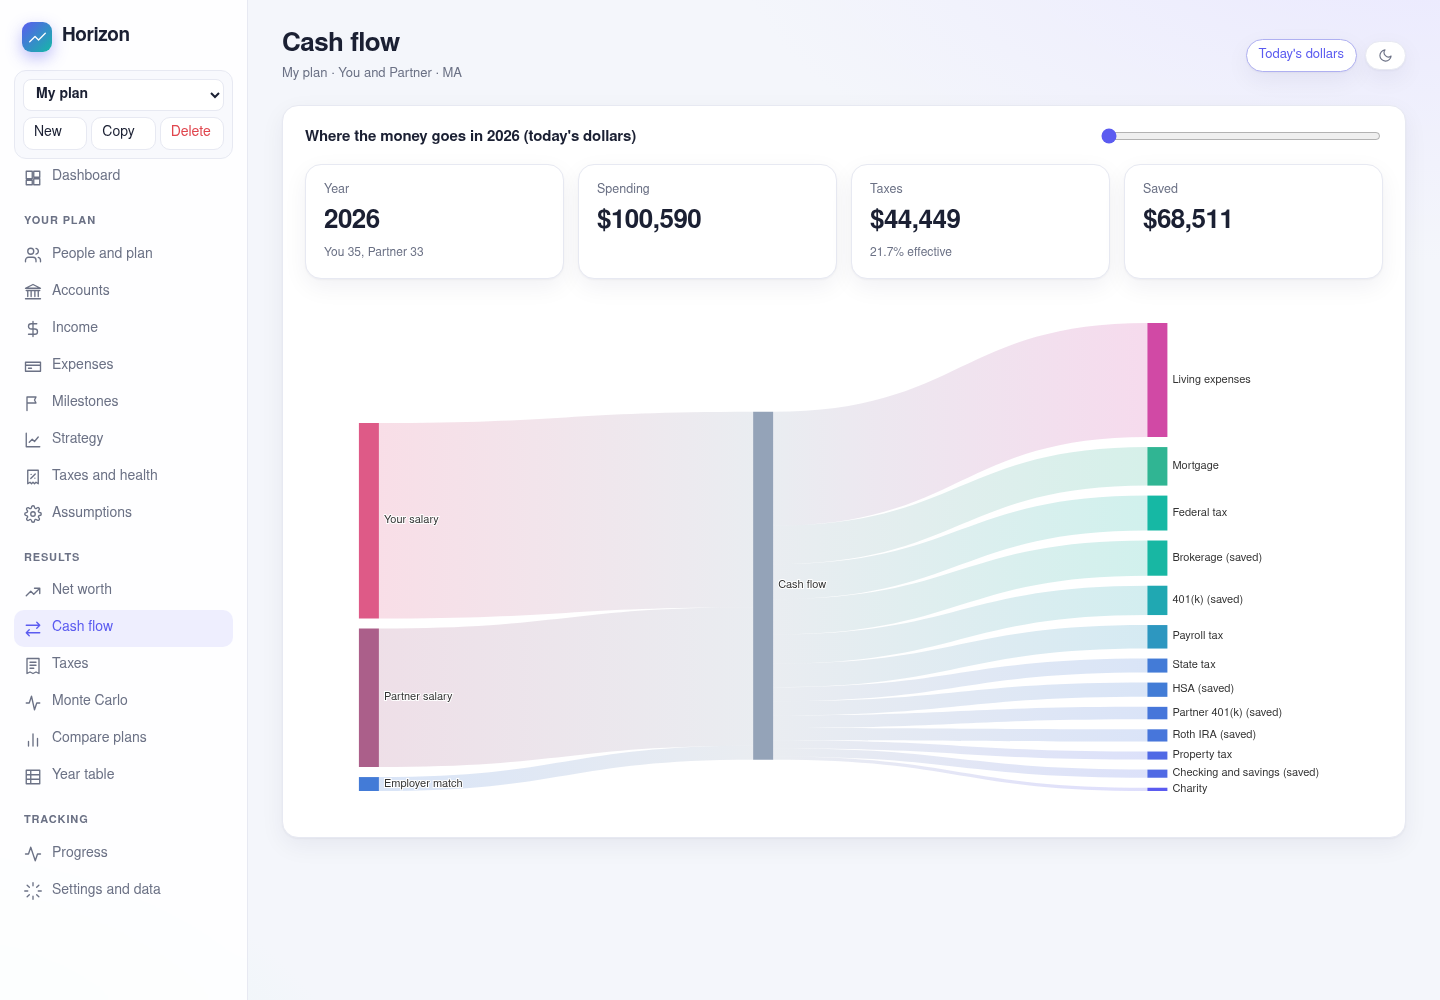 Horizon
My plan
New
Copy
Delete
Dashboard
YOUR PLAN
People and plan
Accounts
Income
Expenses
Milestones
Strategy
Taxes and health
Assumptions
RESULTS
Net worth
Cash flow
Taxes
Monte Carlo
Compare plans
Year table
TRACKING
Progress
Settings and data
Cash flow
My plan · You and Partner · MA
Today's dollars
Where the money goes in 2026 (today's dollars)
Year
2026
You 35, Partner 33
Spending
$100,590
Taxes
$44,449
21.7% effective
Saved
$68,511
Your salary
Partner salary
Employer match
Cash flow
Living expenses
Mortgage
Federal tax
Brokerage (saved)
401(k) (saved)
Payroll tax
State tax
HSA (saved)
Partner 401(k) (saved)
Roth IRA (saved)
Property tax
Checking and savings (saved)
Charity